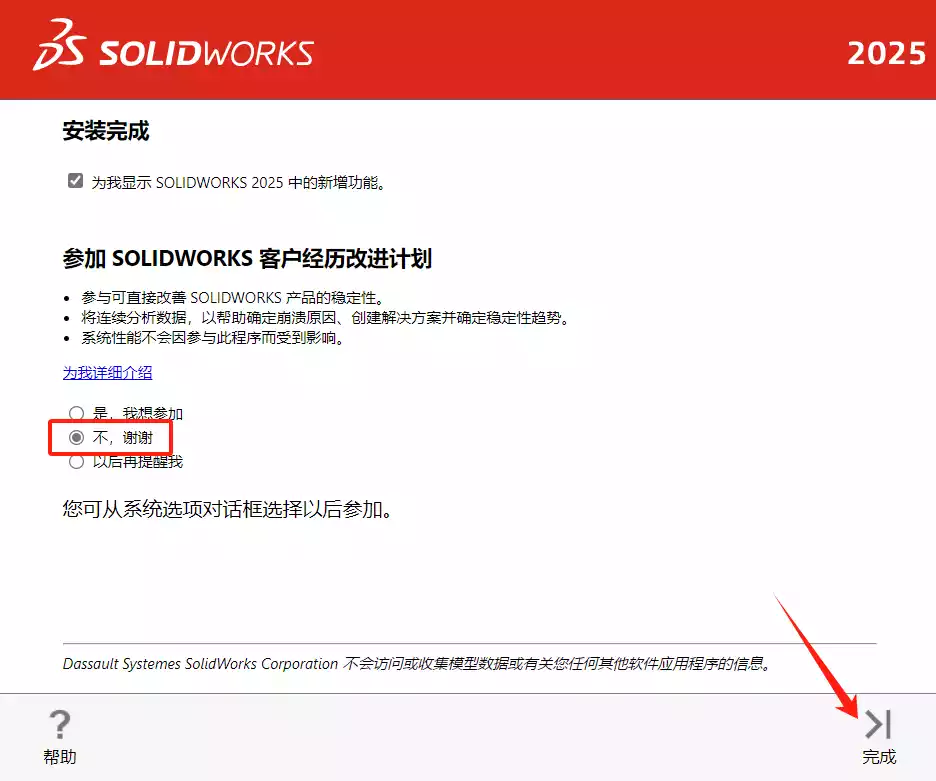 SOLIDWORKS
2025
安装完成
为我显示 SOLIDWORKS 2025 中的新增功能。
参加 SOLIDWORKS 客户经历改进计划
参与可直接改善 SOLIDWORKS 产品的稳定性。
将连续分析数据，以帮助确定崩溃原因、创建解决方案并确定稳定性趋势。
系统性能不会因参与此程序而受到影响。
为我详细介绍
是，我想参加
不，谢谢
以后再提醒我
您可从系统选项对话框选择以后参加。
Dassault Systemes SolidWorks Corporation 不会访问或收集模型数据或有关您任何其他软件应用程序的信息。
?
帮助
完成